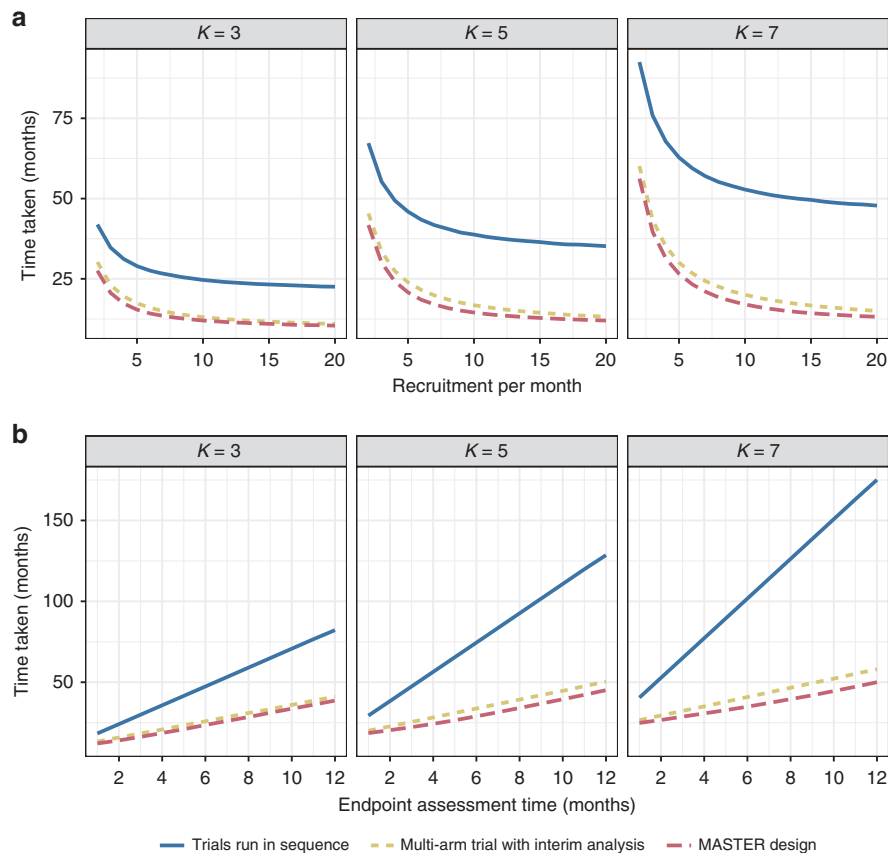 a
K = 3
K = 5
K = 7
Time taken (months)
75
50
25
5 10 15 20
5 10 15 20
5 10 15 20
Recruitment per month
b
K = 3
K = 5
K = 7
Time taken (months)
150
100
50
2 4 6 8 10 12
2 4 6 8 10 12
2 4 6 8 10 12
Endpoint assessment time (months)
Trials run in sequence
Multi-arm trial with interim analysis
MASTER design